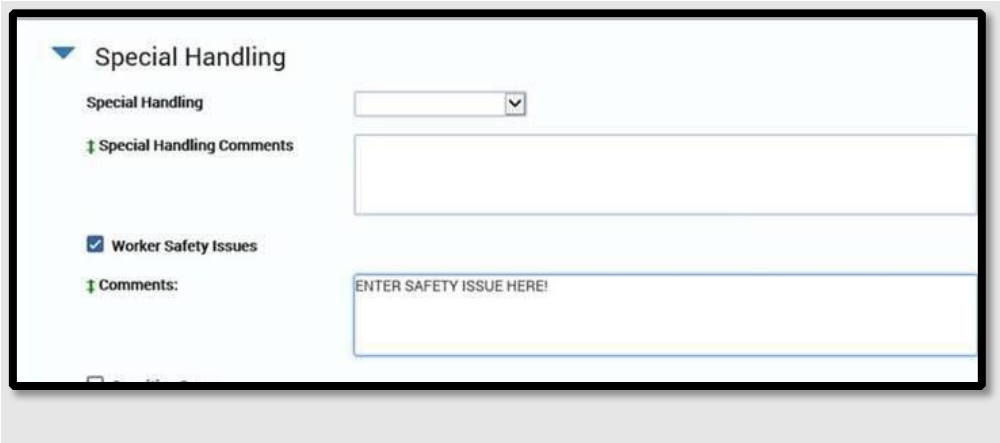 Special Handling
Special Handling
‡ Special Handling Comments
Worker Safety Issues
‡ Comments:
ENTER SAFETY ISSUE HERE!